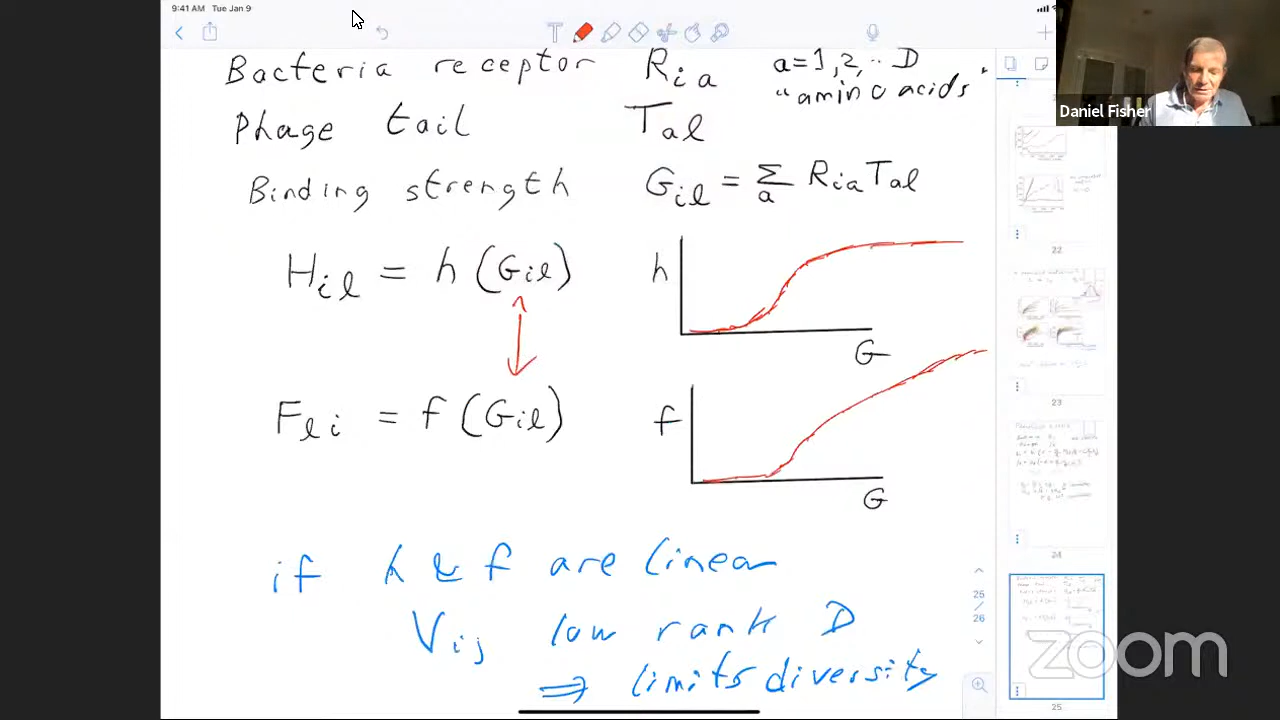 9:41 AM Tue Jan 9
Bacteria receptor R_ia a=1,2,..D
"amino acids"
Phage tail T_al
Binding strength G_il = Σ_a R_ia T_al
H_il = h(G_il)
h
G
F_li = f(G_il)
f
G
if h & f are linear
V_ij low rank D
⇒ limits diversity
Daniel Fisher
22
23
24
25
/
26
25
zoom